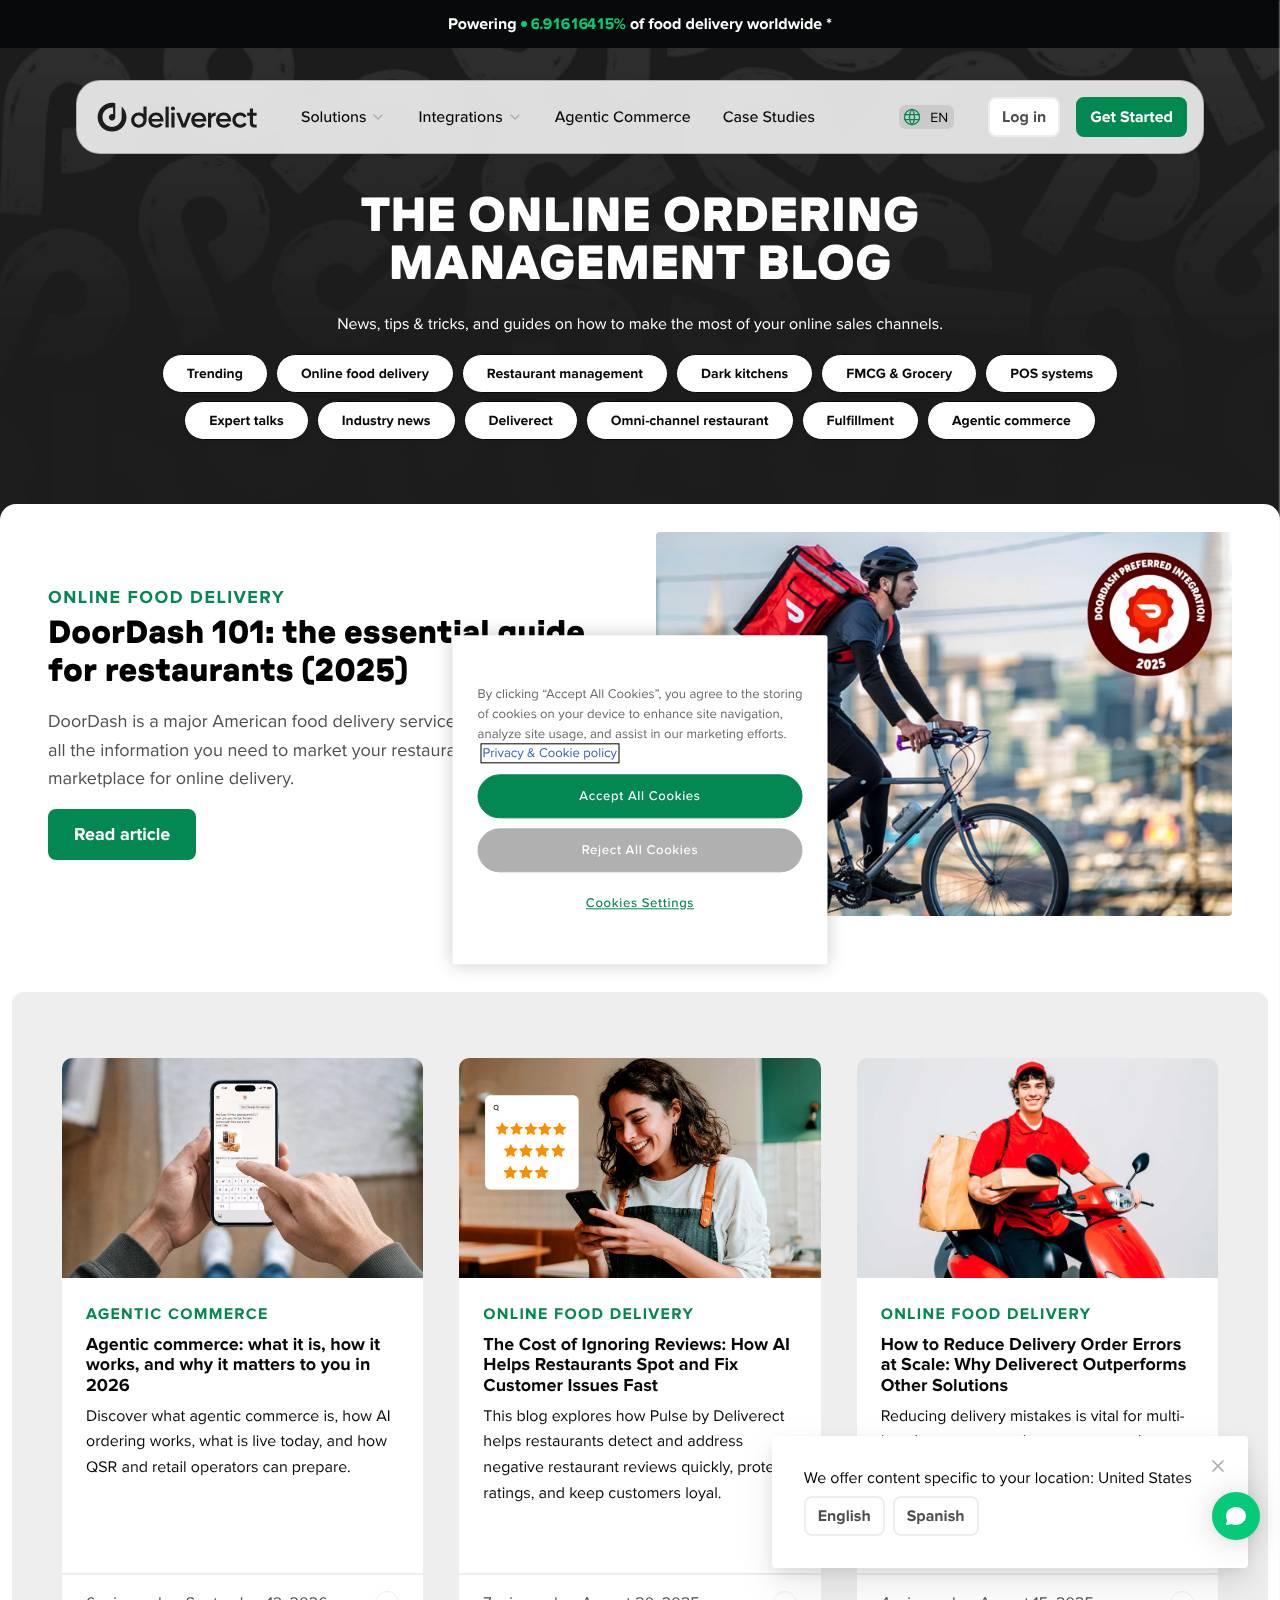 Powering • 6.91616415% of food delivery worldwide *
deliverect
Solutions
Integrations
Agentic Commerce
Case Studies
EN
Log in
Get Started
THE ONLINE ORDERING
MANAGEMENT BLOG
News, tips & tricks, and guides on how to make the most of your online sales channels.
Trending
Online food delivery
Restaurant management
Dark kitchens
FMCG & Grocery
POS systems
Expert talks
Industry news
Deliverect
Omni-channel restaurant
Fulfillment
Agentic commerce
ONLINE FOOD DELIVERY
DoorDash 101: the essential guide
for restaurants (2025)
DoorDash is a major American food delivery service
all the information you need to market your
marketplace for online delivery.
Read article
DOORDASH PREFERRED INTEGRATION
2025
By clicking “Accept All Cookies”, you agree to the storing
of cookies on your device to enhance site navigation,
analyze site usage, and assist in our marketing efforts.
Privacy & Cookie policy
Accept All Cookies
Reject All Cookies
Cookies Settings
AGENTIC COMMERCE
Agentic commerce: what it is, how it
works, and why it matters to you in
2026
Discover what agentic commerce is, how AI
ordering works, what is live today, and how
QSR and retail operators can prepare.
ONLINE FOOD DELIVERY
The Cost of Ignoring Reviews: How AI
Helps Restaurants Spot and Fix
Customer Issues Fast
This blog explores how Pulse by Deliverect
helps restaurants detect and address
negative restaurant reviews quickly,
ratings, and keep customers loyal.
ONLINE FOOD DELIVERY
How to Reduce Delivery Order Errors
at Scale: Why Deliverect Outperforms
Other Solutions
Reducing delivery mistakes is vital for multi-
We offer content specific to your location: United States
English
Spanish